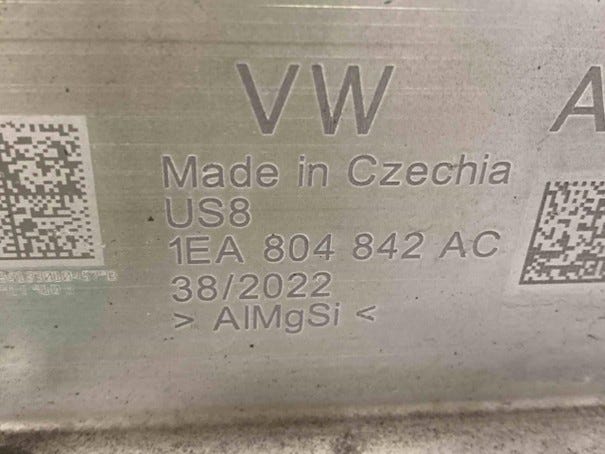 VW
A
Made in Czechia
US8
1EA 804 842 AC
38/2022
> AlMgSi <